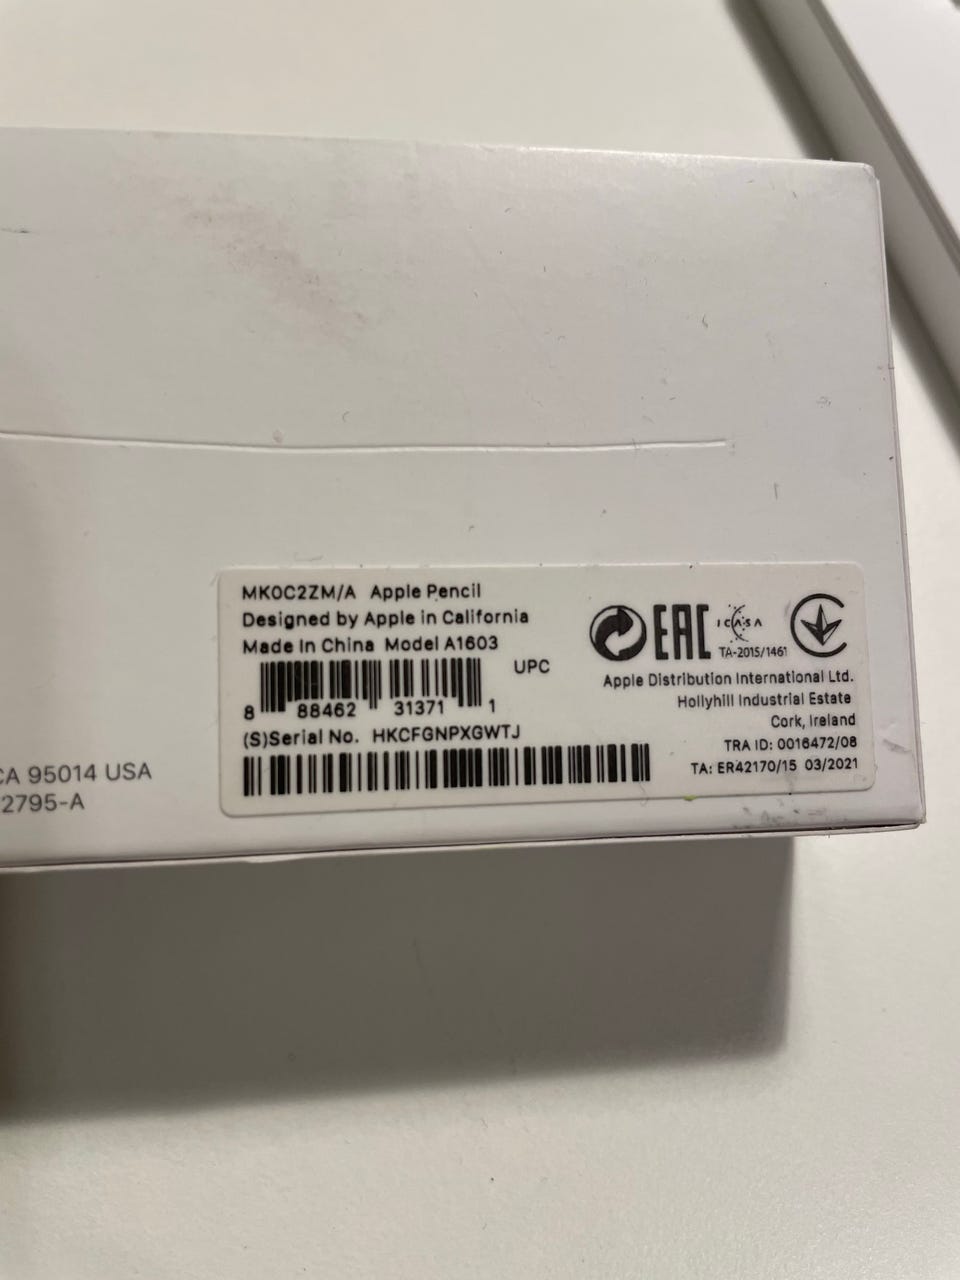 MK0C2ZM/A Apple Pencil
Designed by Apple in California
Made In China Model A1603
UPC
8 88462 31371 1
(S)Serial No. HKCFGNPXGWTJ
EAC
ICASA
TA-2015/1461
Apple Distribution International Ltd.
Hollyhill Industrial Estate
Cork, Ireland
TRA ID: 0016472/08
TA: ER42170/15 03/2021
CA 95014 USA
2795-A